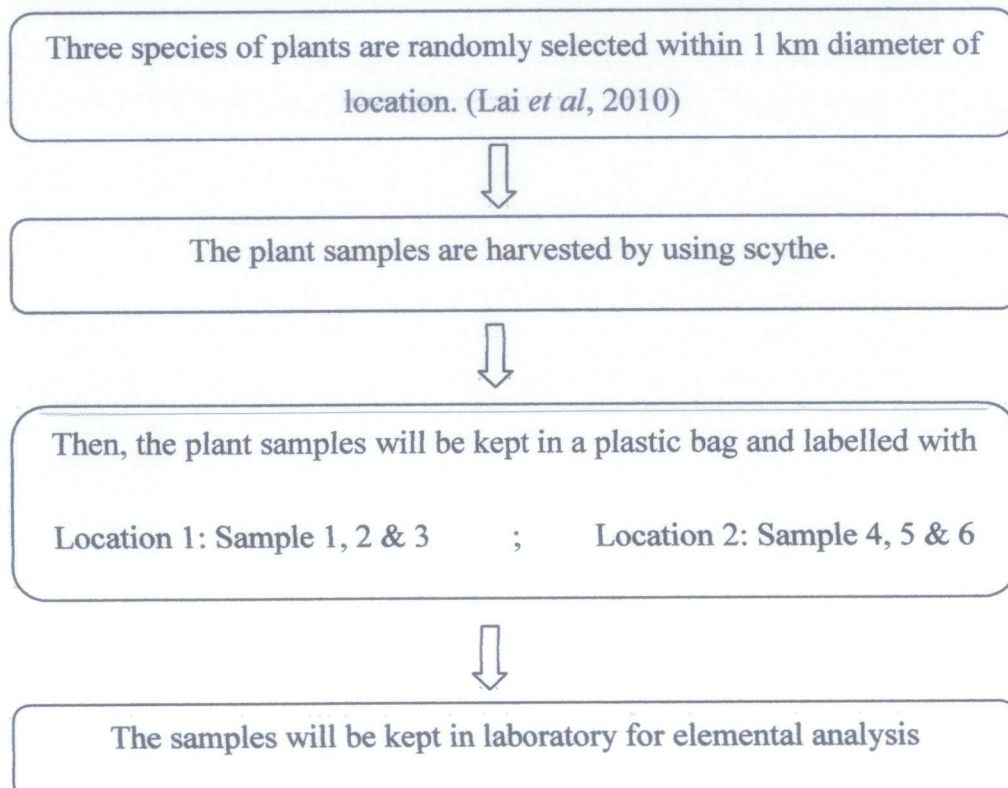 Three species of plants are randomly selected within 1 km diameter of
location. (Lai et al, 2010)
The plant samples are harvested by using scythe.
Then, the plant samples will be kept in a plastic bag and labelled with
Location 1: Sample 1, 2 & 3 ; Location 2: Sample 4, 5 & 6
The samples will be kept in laboratory for elemental analysis